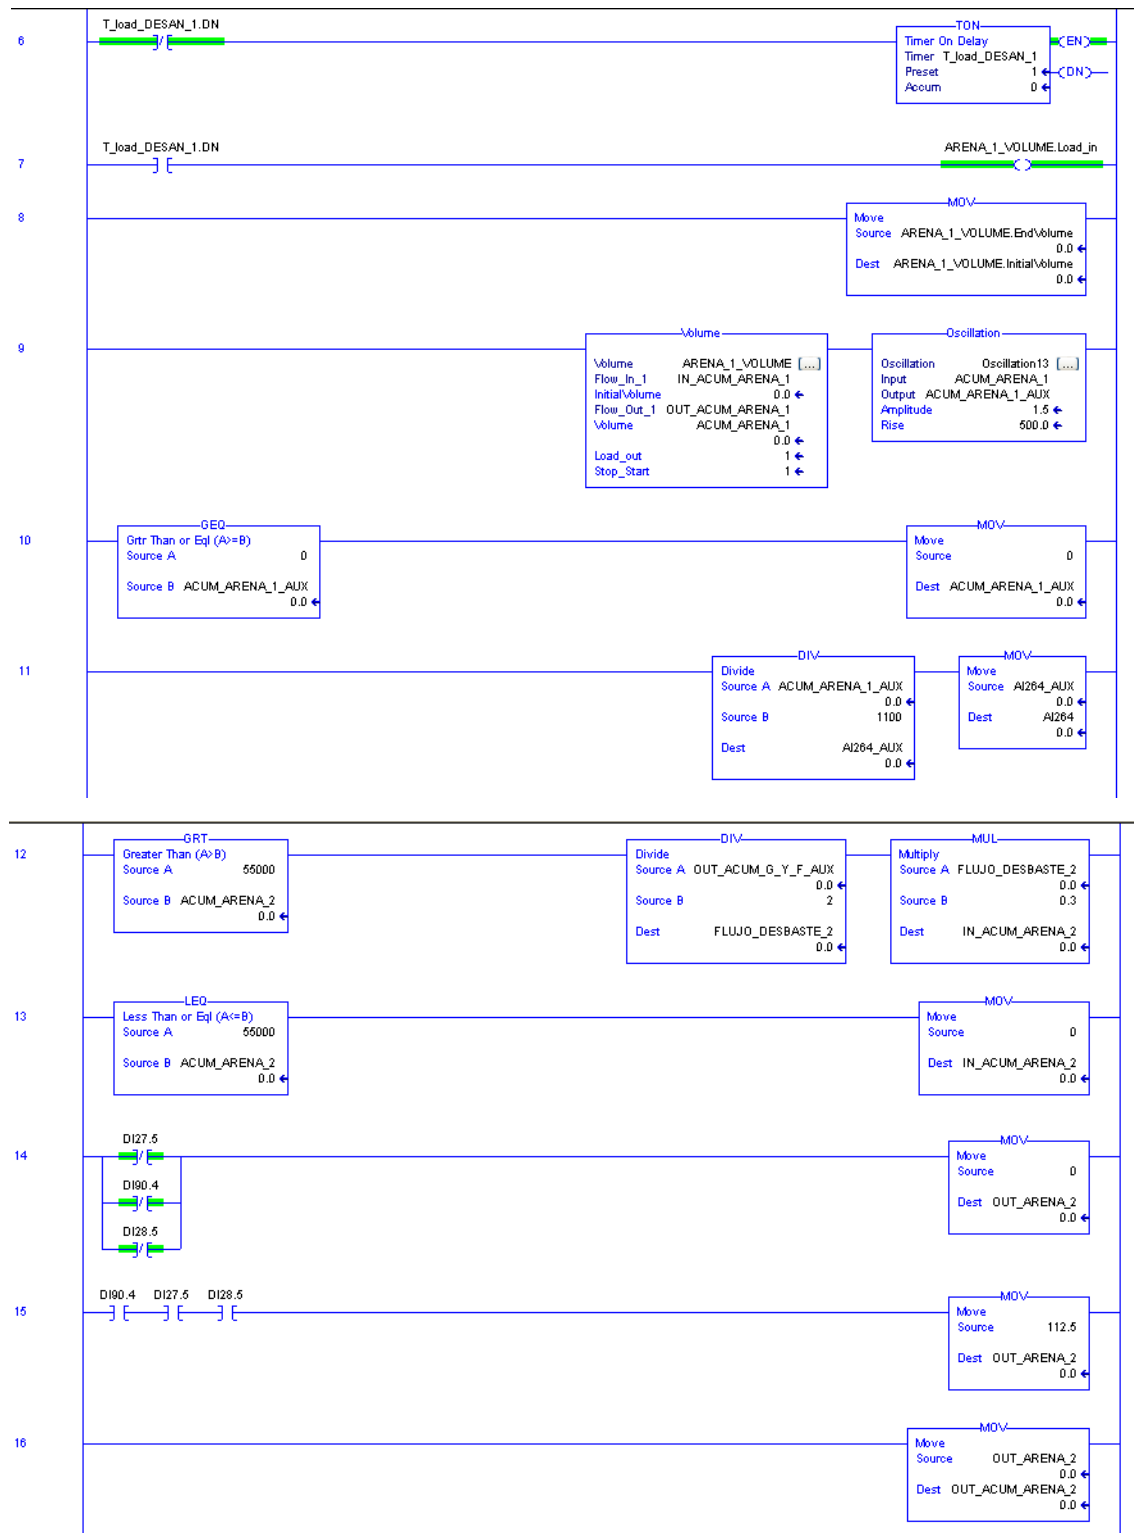 T_load_DESAN_1.DN
6
TON
Timer On Delay
Timer T_load_DESAN_1
Preset 1
Accum 0
EN
DN
T_load_DESAN_1.DN
ARENA_1_VOLUME.Load_in
7
8
MOV
Move
Source ARENA_1_VOLUME.EndVolume
0.0
Dest ARENA_1_VOLUME.InitialVolume
0.0
9
Volume
Volume ARENA_1_VOLUME ...
Flow_In_1 IN_ACUM_ARENA_1
InitialVolume 0.0
Flow_Out_1 OUT_ACUM_ARENA_1
Volume ACUM_ARENA_1
0.0
Load_out 1
Stop_Start 1
Oscillation
Oscillation Oscillation13 ...
Input ACUM_ARENA_1
Output ACUM_ARENA_1_AUX
Amplitude 1.5
Rise 500.0
10
GEQ
Grtr Than or Eql (A>=B)
Source A 0
Source B ACUM_ARENA_1_AUX
0.0
MOV
Move
Source 0
Dest ACUM_ARENA_1_AUX
0.0
11
DIV
Divide
Source A ACUM_ARENA_1_AUX
0.0
Source B 1100
Dest AI264_AUX
0.0
MOV
Move
Source AI264_AUX
0.0
Dest AI264
0.0
12
GRT
Greater Than (A>B)
Source A 55000
Source B ACUM_ARENA_2
0.0
DIV
Divide
Source A OUT_ACUM_G_Y_F_AUX
0.0
Source B 2
Dest FLUJO_DESBASTE_2
0.0
MUL
Multiply
Source A FLUJO_DESBASTE_2
0.0
Source B 0.3
Dest IN_ACUM_ARENA_2
0.0
13
LEQ
Less Than or Eql (A<=B)
Source A 55000
Source B ACUM_ARENA_2
0.0
MOV
Move
Source 0
Dest IN_ACUM_ARENA_2
0.0
14
DI27.5
DI90.4
DI28.5
MOV
Move
Source 0
Dest OUT_ARENA_2
0.0
15
DI90.4 DI27.5 DI28.5
MOV
Move
Source 112.5
Dest OUT_ARENA_2
0.0
16
MOV
Move
Source OUT_ARENA_2
0.0
Dest OUT_ACUM_ARENA_2
0.0